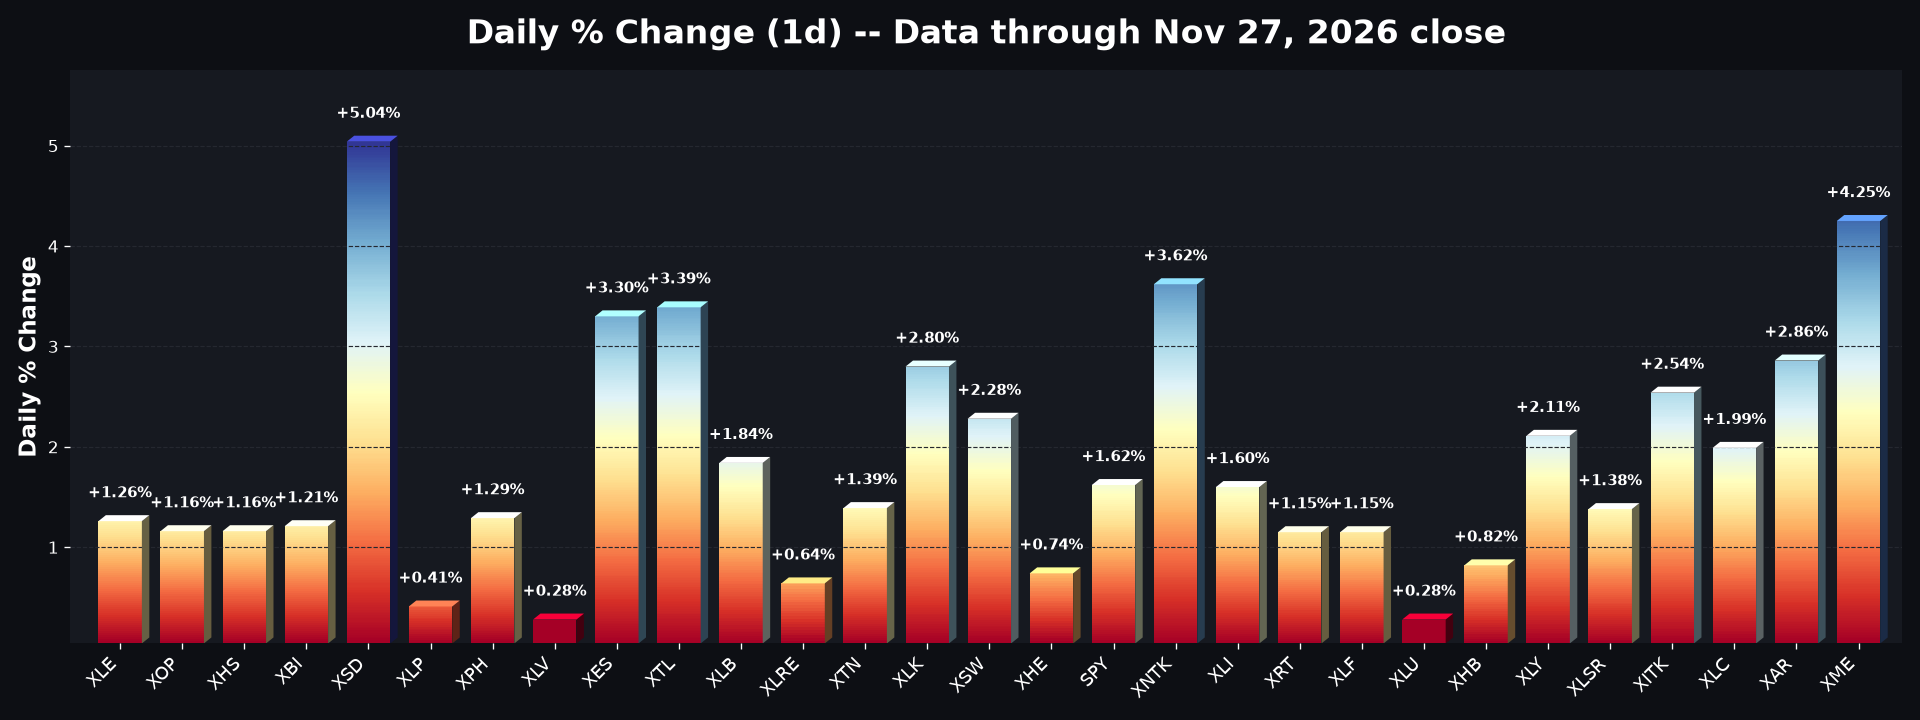 Daily % Change (1d) -- Data through Nov 27, 2026 close
Daily % Change
5
4
3
2
1
+1.26%
+1.16%
+1.16%
+1.21%
+5.04%
+0.41%
+1.29%
+0.28%
+3.30%
+3.39%
+1.84%
+0.64%
+1.39%
+2.80%
+2.28%
+0.74%
+1.62%
+3.62%
+1.60%
+1.15%
+1.15%
+0.28%
+0.82%
+2.11%
+1.38%
+2.54%
+1.99%
+2.86%
+4.25%
XLE
XOP
XHS
XBI
XSD
XLP
XPH
XLV
XES
XTL
XLB
XLRE
XTN
XLK
XSW
XHE
SPY
XNTK
XLI
XRT
XLF
XLU
XHB
XLY
XLSR
XITK
XLC
XAR
XME